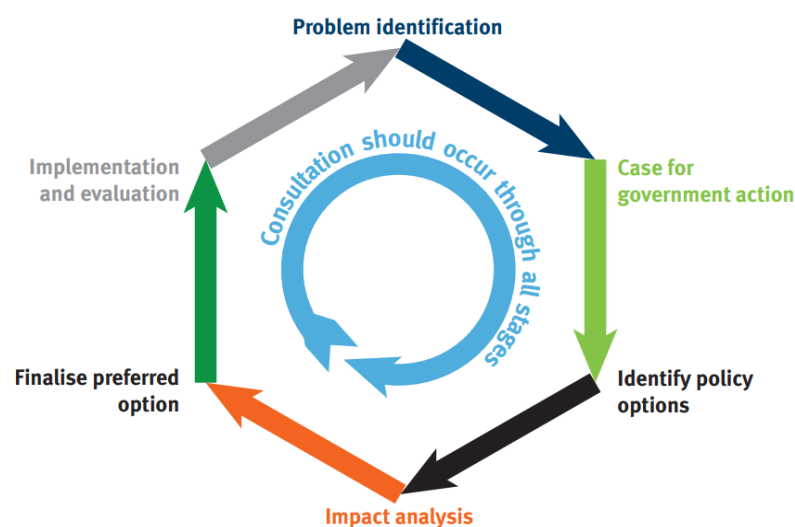 Problem identification
Case for
government action
Identify policy
options
Impact analysis
Finalise preferred
option
Implementation
and evaluation
Consultation should occur through all stages